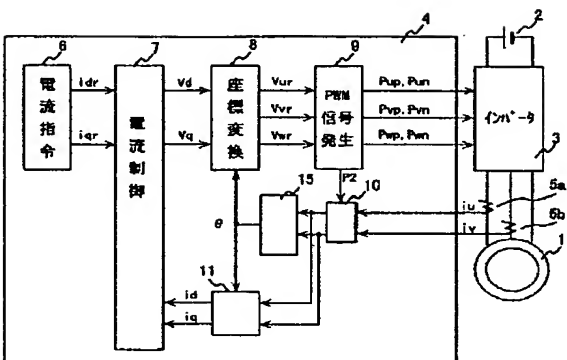 4
2
6
7
8
9
電流指令
idr
iqr
電流制御
Vd
Vq
座標変換
Vur
Vvr
Vwr
PWM
信号
発生
Pup, Pun
Pvp, Pvn
Pwp, Pwn
インバータ
3
P2
15
10
θ
iu
iv
5a
5b
1
11
id
iq